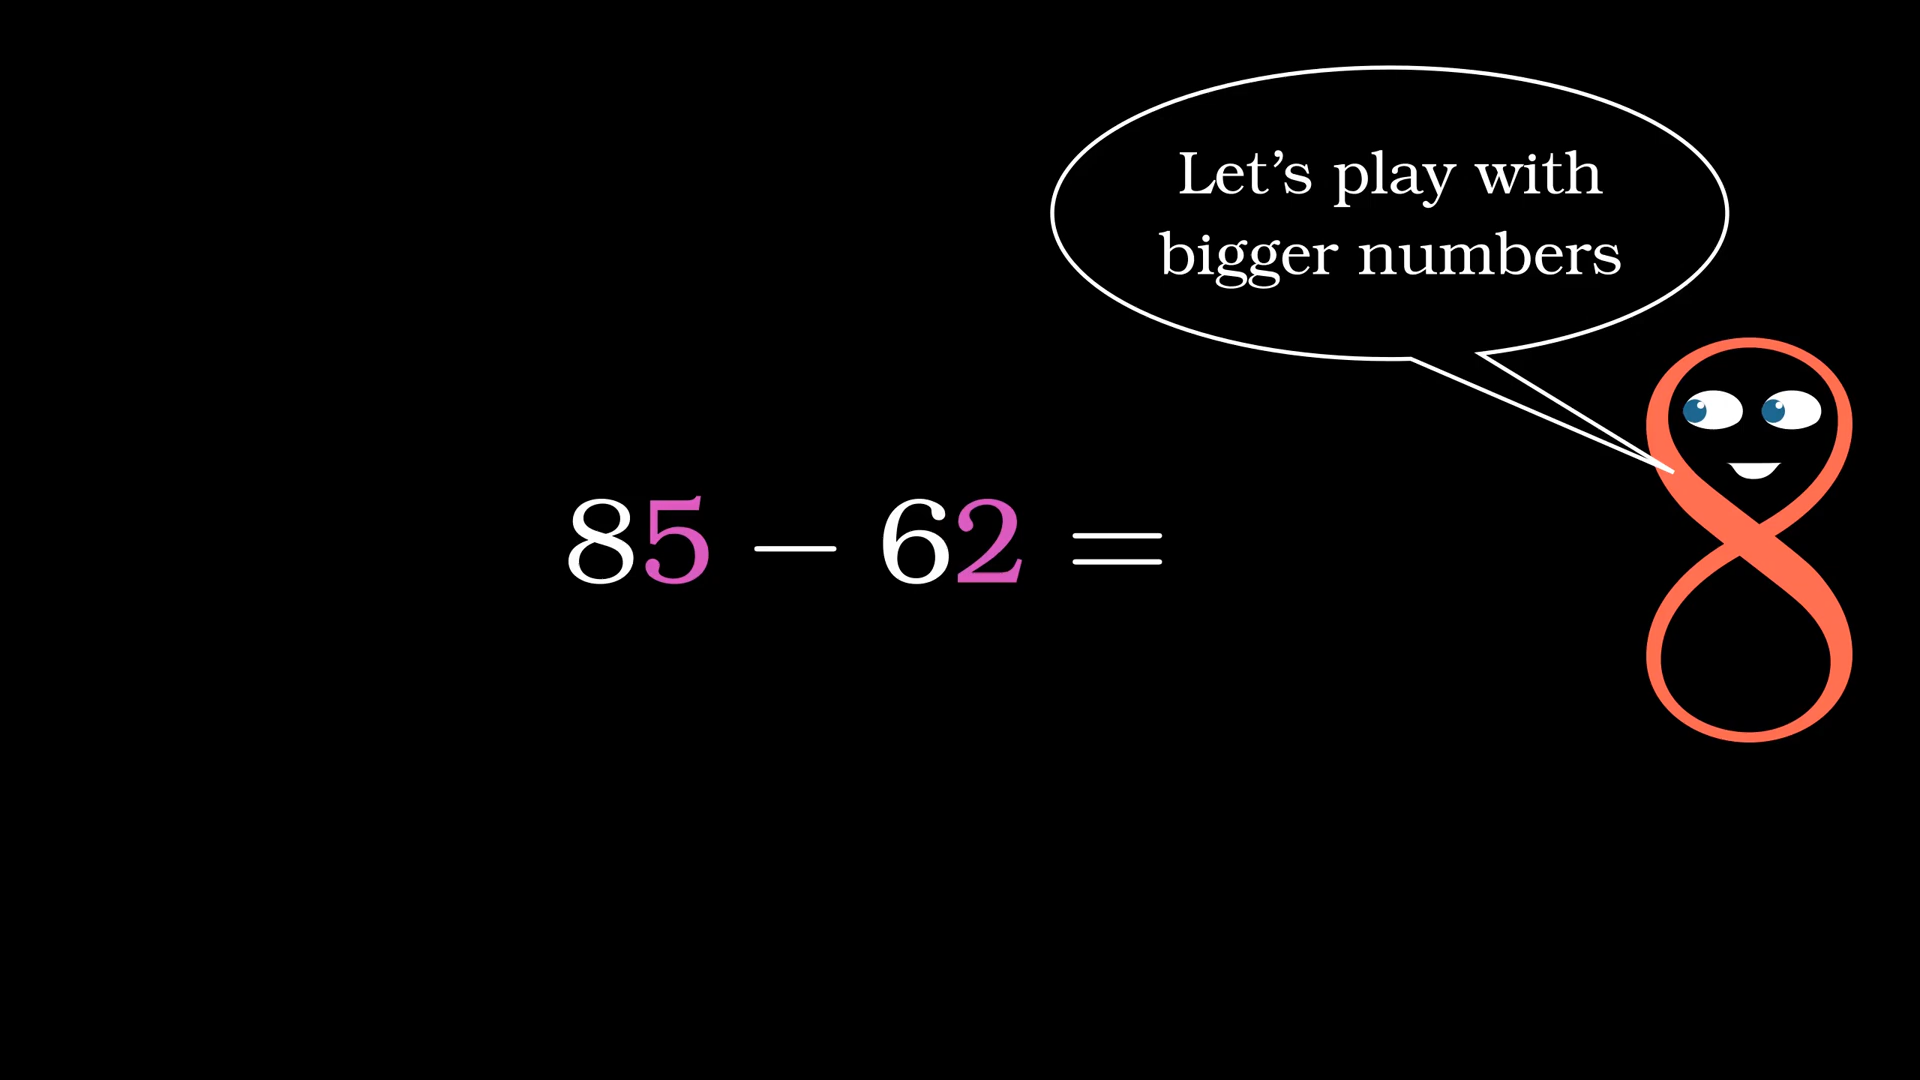 Let’s play with
bigger numbers
85 − 62 =